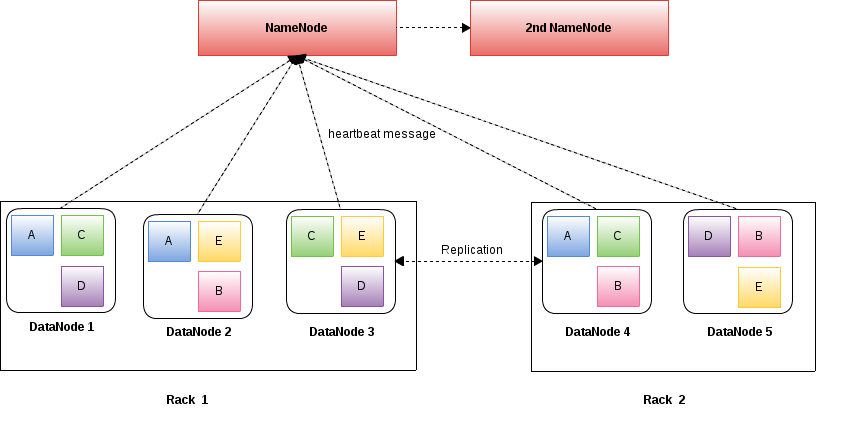 NameNode
2nd NameNode
heartbeat message
A
C
D
DataNode 1
A
E
B
DataNode 2
C
E
D
DataNode 3
Replication
A
C
B
DataNode 4
D
B
E
DataNode 5
Rack 1
Rack 2